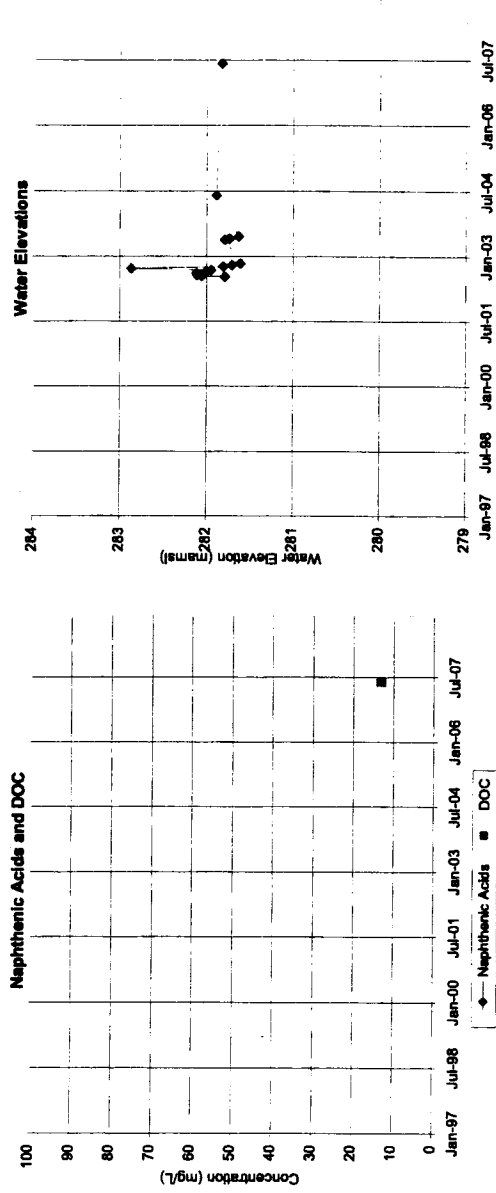 Naphthenic Acids and DOC
Concentration (mg/L)
100
90
80
70
60
50
40
30
20
10
0
Jan-97
Jul-98
Jan-00
Jul-01
Jan-03
Jul-04
Jan-06
Jul-07
Naphthenic Acids
DOC
Water Elevations
Water Elevation (mamsl)
284
283
282
281
280
279
Jan-97
Jul-98
Jan-00
Jul-01
Jan-03
Jul-04
Jan-06
Jul-07